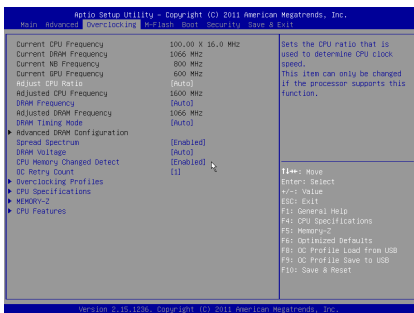 Aptio Setup Utility – Copyright (C) 2011 American Megatrends, Inc.
Main Advanced Overclocking M-Flash Boot Security Save & Exit
Current CPU Frequency 100.00 X 16.0 MHz
Current DRAM Frequency 1066 MHz
Current NB Frequency 800 MHz
Current GPU Frequency 600 MHz
Adjust CPU Ratio [Auto]
Adjusted CPU Frequency 1600 MHz
DRAM Frequency [Auto]
Adjusted DRAM Frequency 1066 MHz
DRAM Timing Mode [Auto]
Advanced DRAM Configuration
Spread Spectrum [Enabled]
DRAM Voltage [Auto]
CPU Memory Changed Detect [Enabled]
OC Retry Count [1]
Overclocking Profiles
CPU Specifications
MEMORY-Z
CPU Features
Sets the CPU ratio that is
used to determine CPU clock
speed.
This item can only be changed
if the processor supports this
function.
↑↓←→: Move
Enter: Select
+/-: Value
ESC: Exit
F1: General Help
F4: CPU Specifications
F5: Memory-Z
F6: Optimized Defaults
F8: OC Profile Load from USB
F9: OC Profile Save to USB
F10: Save & Reset
Version 2.15.1236. Copyright (C) 2011 American Megatrends, Inc.